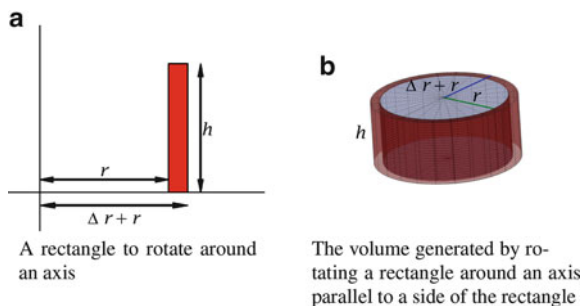 a
h
r
Δ r + r
A rectangle to rotate around
an axis
b
Δ r + r
r
h
The volume generated by ro-
tating a rectangle around an axis
parallel to a side of the rectangle